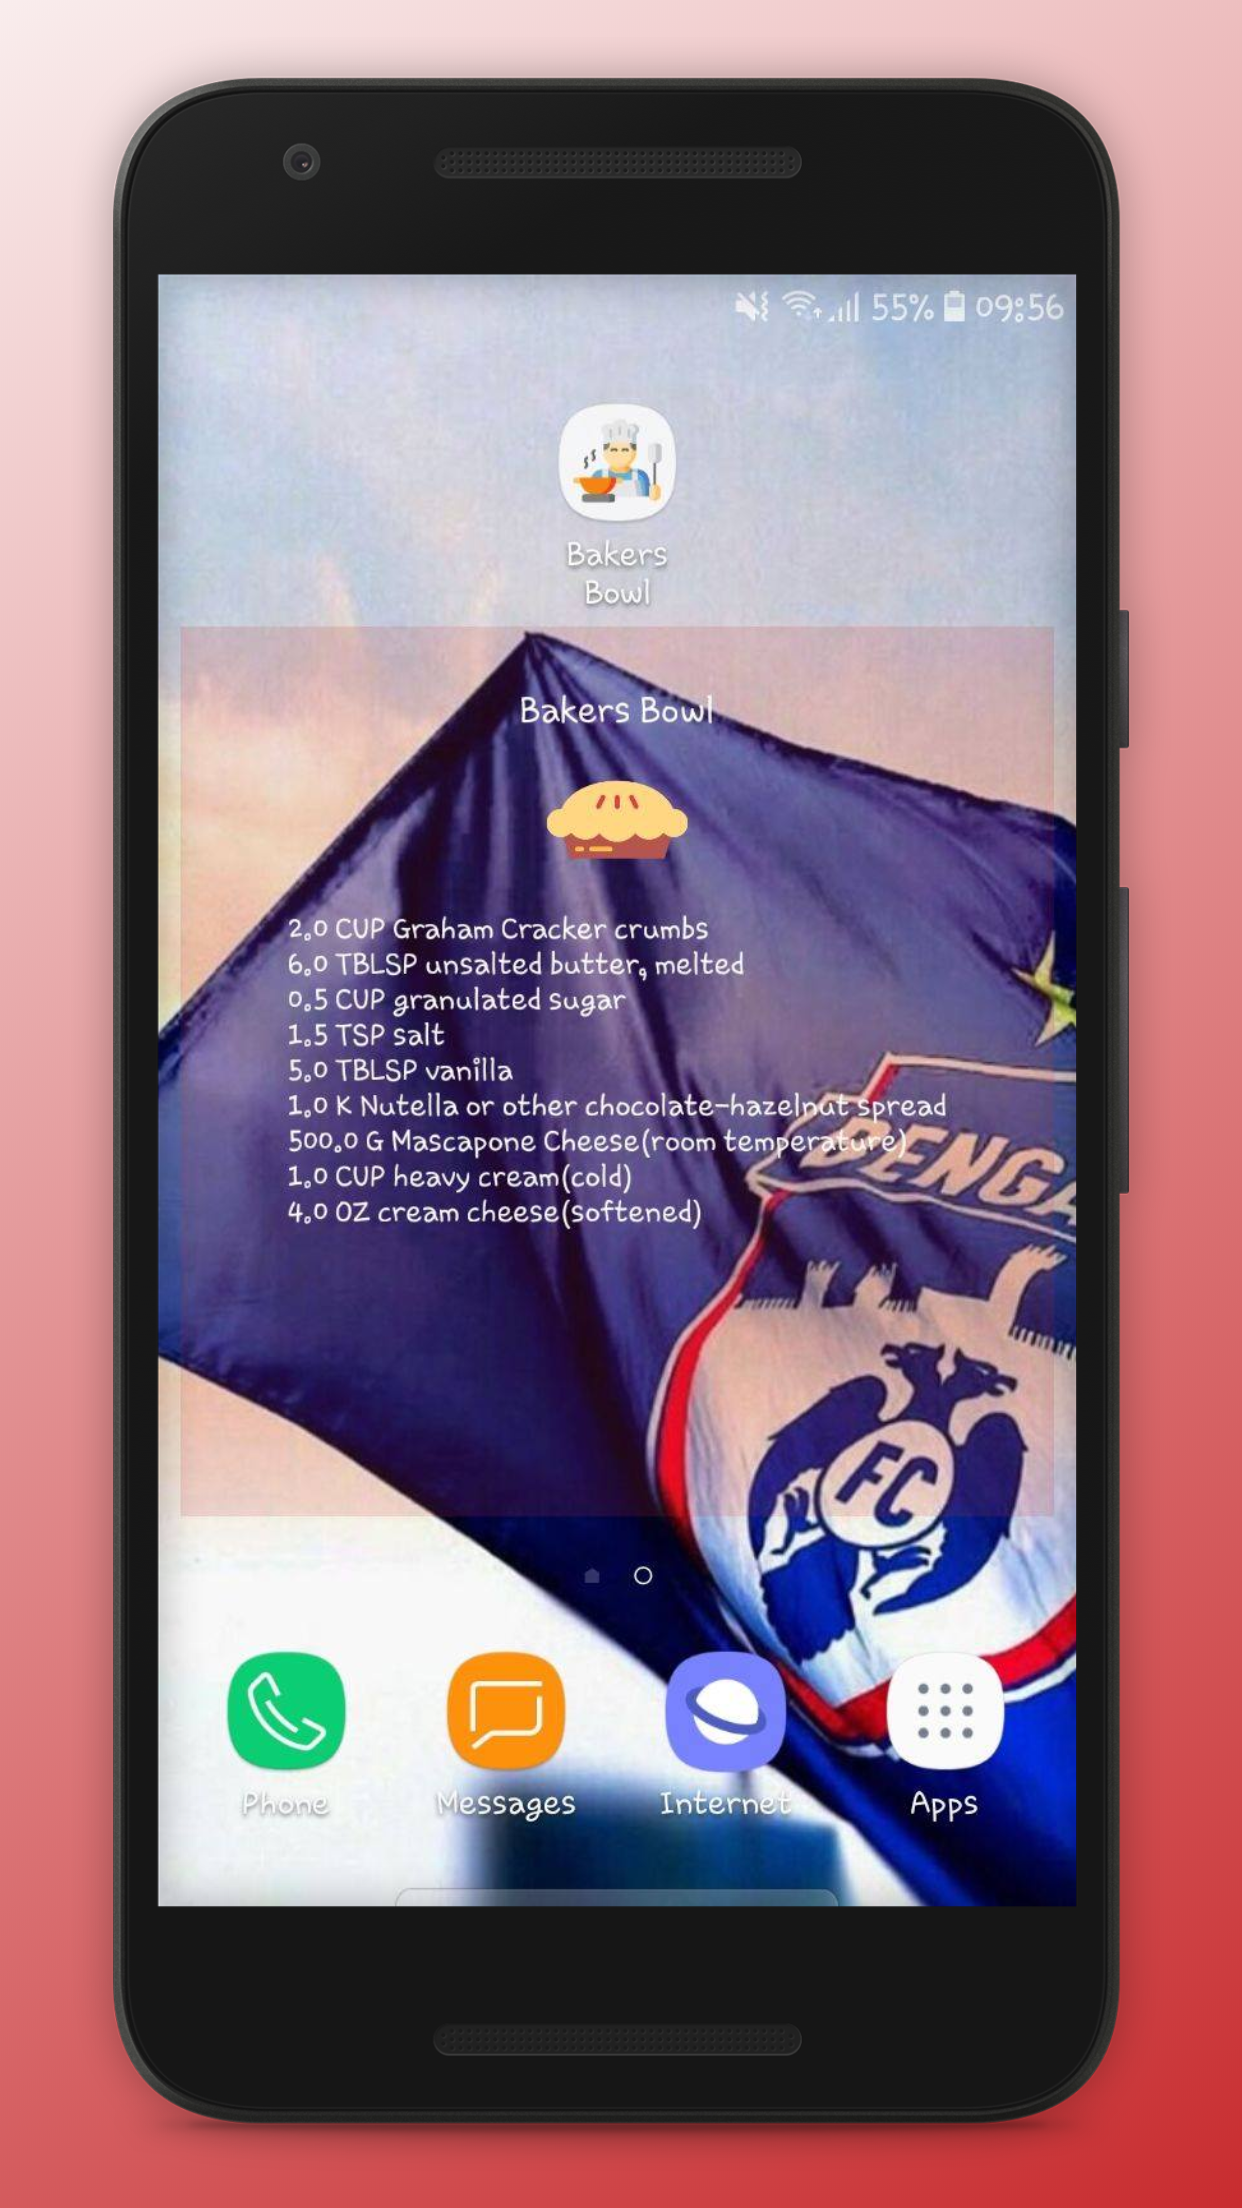 55% 09:56
Bakers
Bowl
Bakers Bowl
2.0 CUP Graham Cracker crumbs
6.0 TBLSP unsalted butter, melted
0.5 CUP granulated sugar
1.5 TSP salt
5.0 TBLSP vanilla
1.0 K Nutella or other chocolate-hazelnut spread
500.0 G Mascapone Cheese(room temperature)
1.0 CUP heavy cream(cold)
4.0 OZ cream cheese(softened)
BENGA
FC
Phone
Messages
Internet
Apps